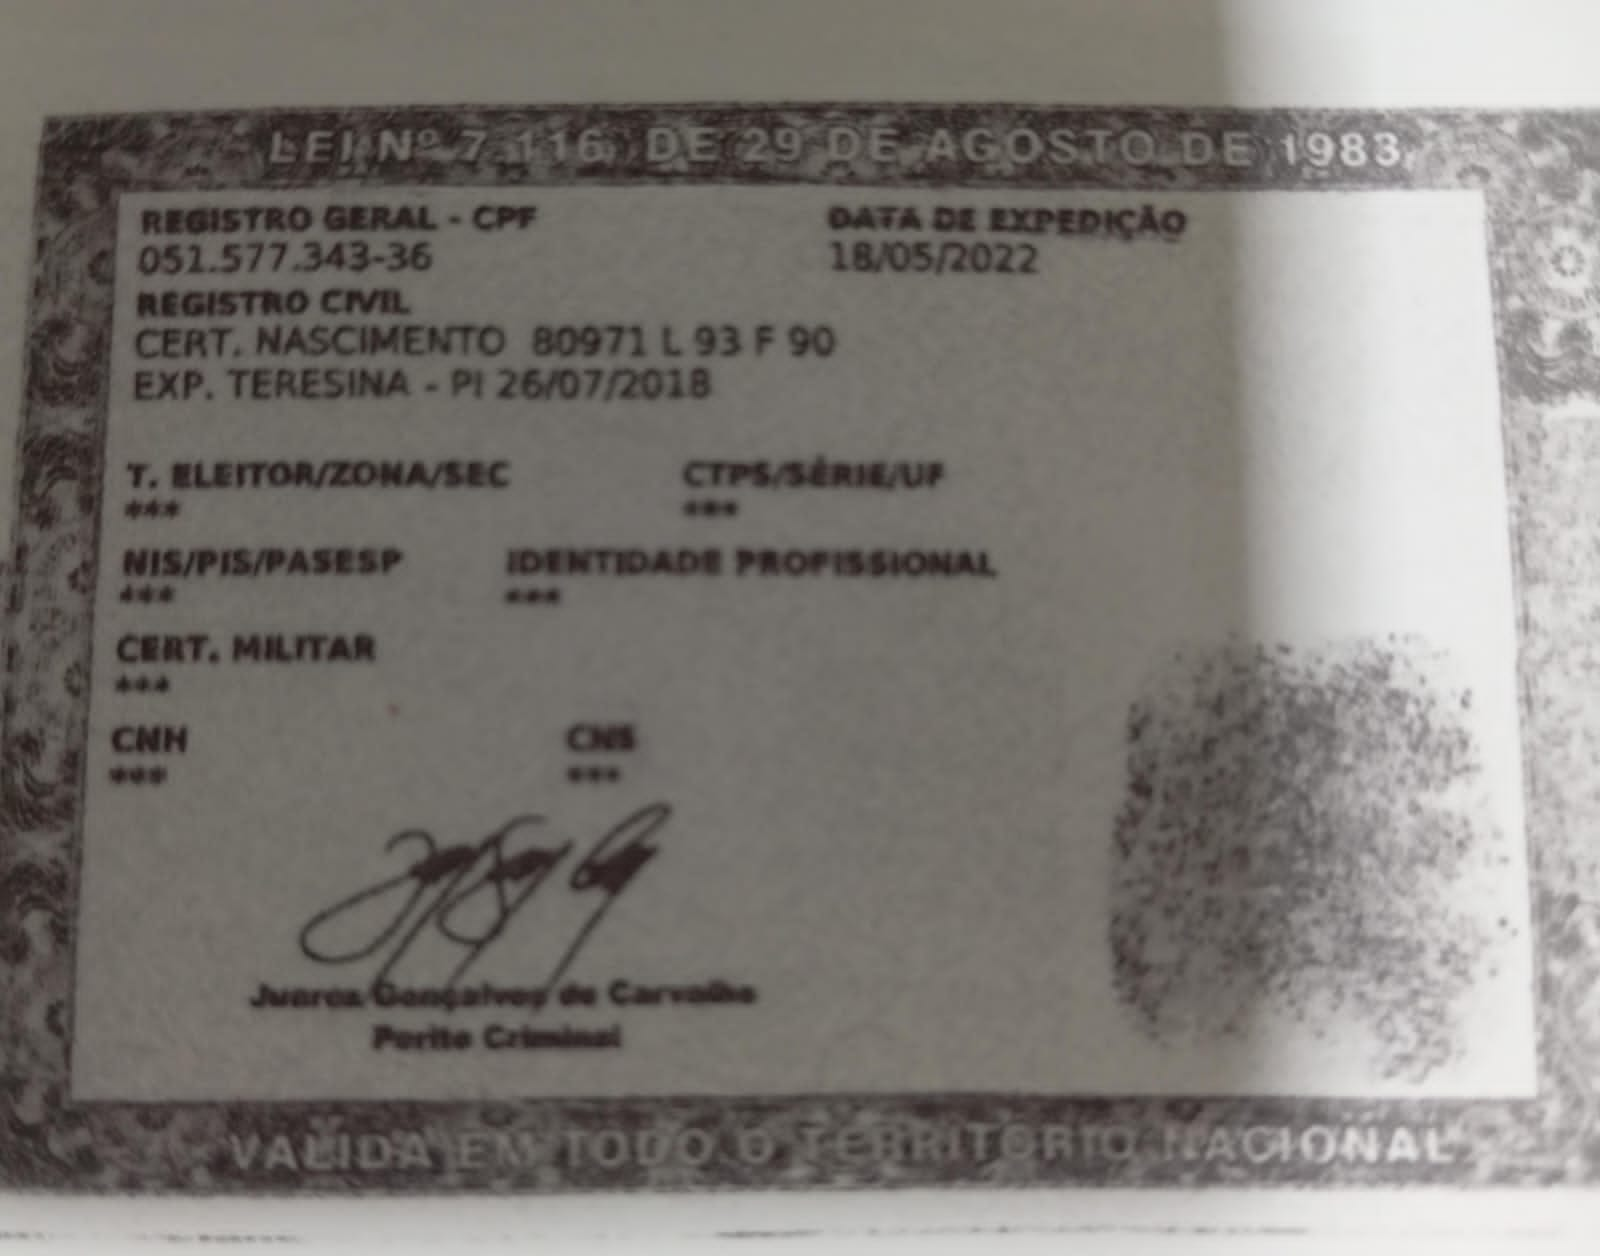 LEI Nº 7.116, DE 29 DE AGOSTO DE 1983
REGISTRO GERAL - CPF DATA DE EXPEDIÇÃO
051.577.343-36 18/05/2022
REGISTRO CIVIL
CERT. NASCIMENTO 80971 L 93 F 90
EXP. TERESINA - PI 26/07/2018
T. ELEITOR/ZONA/SEC CTPS/SÉRIE/UF
*** ***
NIS/PIS/PASESP IDENTIDADE PROFISSIONAL
*** ***
CERT. MILITAR
***
CNH CNS
*** ***
Juarez Gonçalves de Carvalho
Perito Criminal
VALIDA EM TODO O TERRITORIO NACIONAL